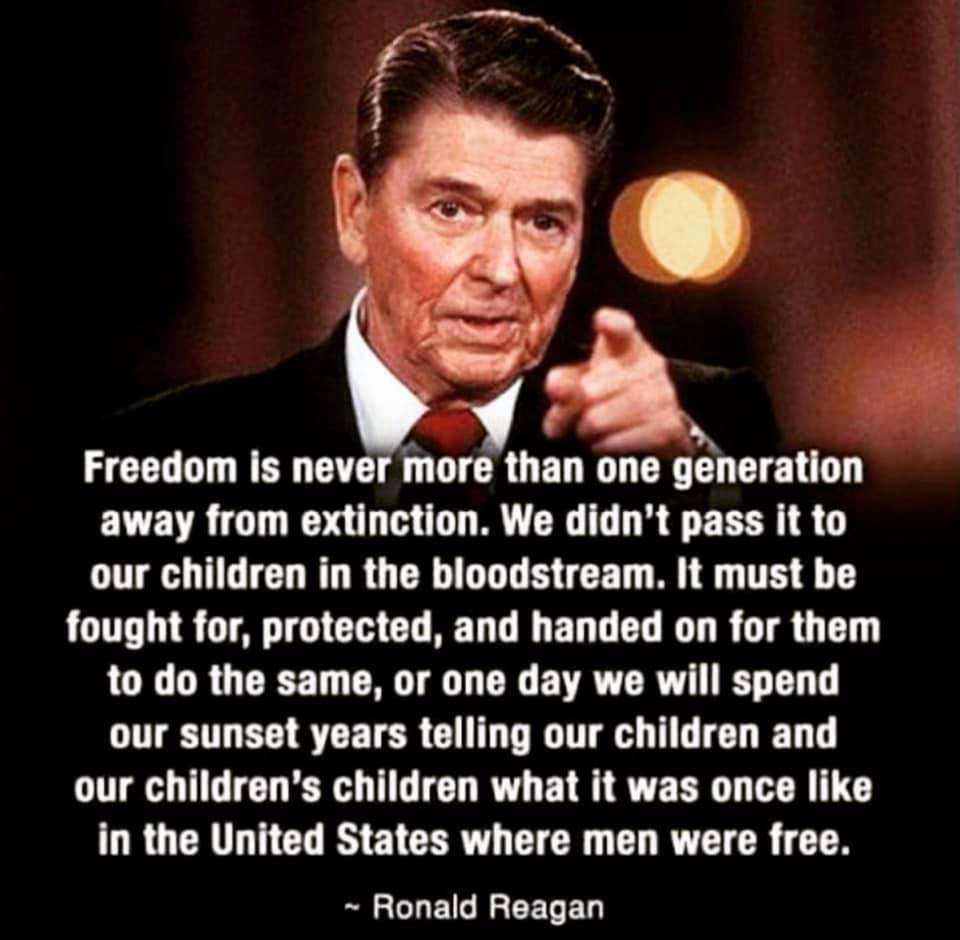 Freedom is never more than one generation
away from extinction. We didn't pass it to
our children in the bloodstream. It must be
fought for, protected, and handed on for them
to do the same, or one day we will spend
our sunset years telling our children and
our children's children what it was once like
in the United States where men were free.
~ Ronald Reagan